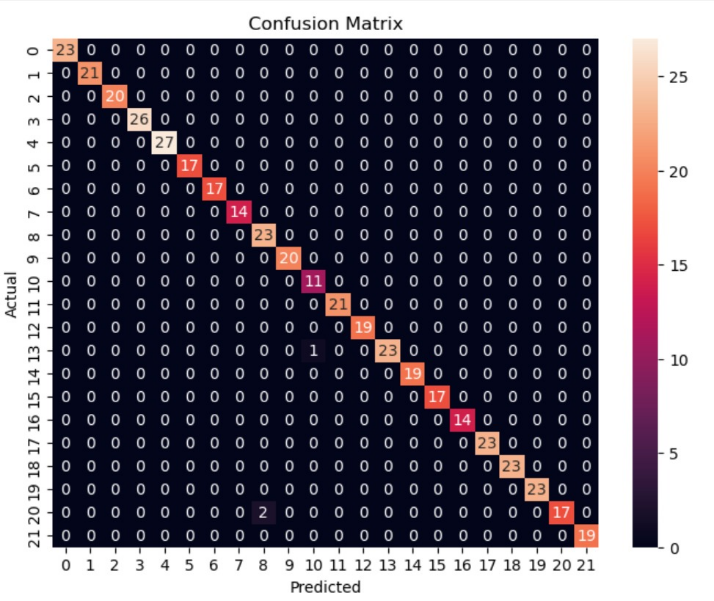 Confusion Matrix
0 23 0 0 0 0 0 0 0 0 0 0 0 0 0 0 0 0 0 0 0 0 0
1 0 21 0 0 0 0 0 0 0 0 0 0 0 0 0 0 0 0 0 0 0 0
2 0 0 20 0 0 0 0 0 0 0 0 0 0 0 0 0 0 0 0 0 0 0
3 0 0 0 26 0 0 0 0 0 0 0 0 0 0 0 0 0 0 0 0 0 0
4 0 0 0 0 27 0 0 0 0 0 0 0 0 0 0 0 0 0 0 0 0 0
5 0 0 0 0 0 17 0 0 0 0 0 0 0 0 0 0 0 0 0 0 0 0
6 0 0 0 0 0 0 17 0 0 0 0 0 0 0 0 0 0 0 0 0 0 0
7 0 0 0 0 0 0 0 14 0 0 0 0 0 0 0 0 0 0 0 0 0 0
8 0 0 0 0 0 0 0 0 23 0 0 0 0 0 0 0 0 0 0 0 0 0
9 0 0 0 0 0 0 0 0 0 20 0 0 0 0 0 0 0 0 0 0 0 0
10 0 0 0 0 0 0 0 0 0 0 11 0 0 0 0 0 0 0 0 0 0 0
11 0 0 0 0 0 0 0 0 0 0 0 21 0 0 0 0 0 0 0 0 0 0
12 0 0 0 0 0 0 0 0 0 0 0 0 19 0 0 0 0 0 0 0 0 0
13 0 0 0 0 0 0 0 0 0 0 1 0 0 23 0 0 0 0 0 0 0 0
14 0 0 0 0 0 0 0 0 0 0 0 0 0 0 19 0 0 0 0 0 0 0
15 0 0 0 0 0 0 0 0 0 0 0 0 0 0 0 17 0 0 0 0 0 0
16 0 0 0 0 0 0 0 0 0 0 0 0 0 0 0 0 14 0 0 0 0 0
17 0 0 0 0 0 0 0 0 0 0 0 0 0 0 0 0 0 23 0 0 0 0
18 0 0 0 0 0 0 0 0 0 0 0 0 0 0 0 0 0 0 23 0 0 0
19 0 0 0 0 0 0 0 0 0 0 0 0 0 0 0 0 0 0 0 23 0 0
20 0 0 0 0 0 0 0 0 2 0 0 0 0 0 0 0 0 0 0 0 17 0
21 0 0 0 0 0 0 0 0 0 0 0 0 0 0 0 0 0 0 0 0 0 19
0 1 2 3 4 5 6 7 8 9 10 11 12 13 14 15 16 17 18 19 20 21
Actual
Predicted
25
20
15
10
5
0